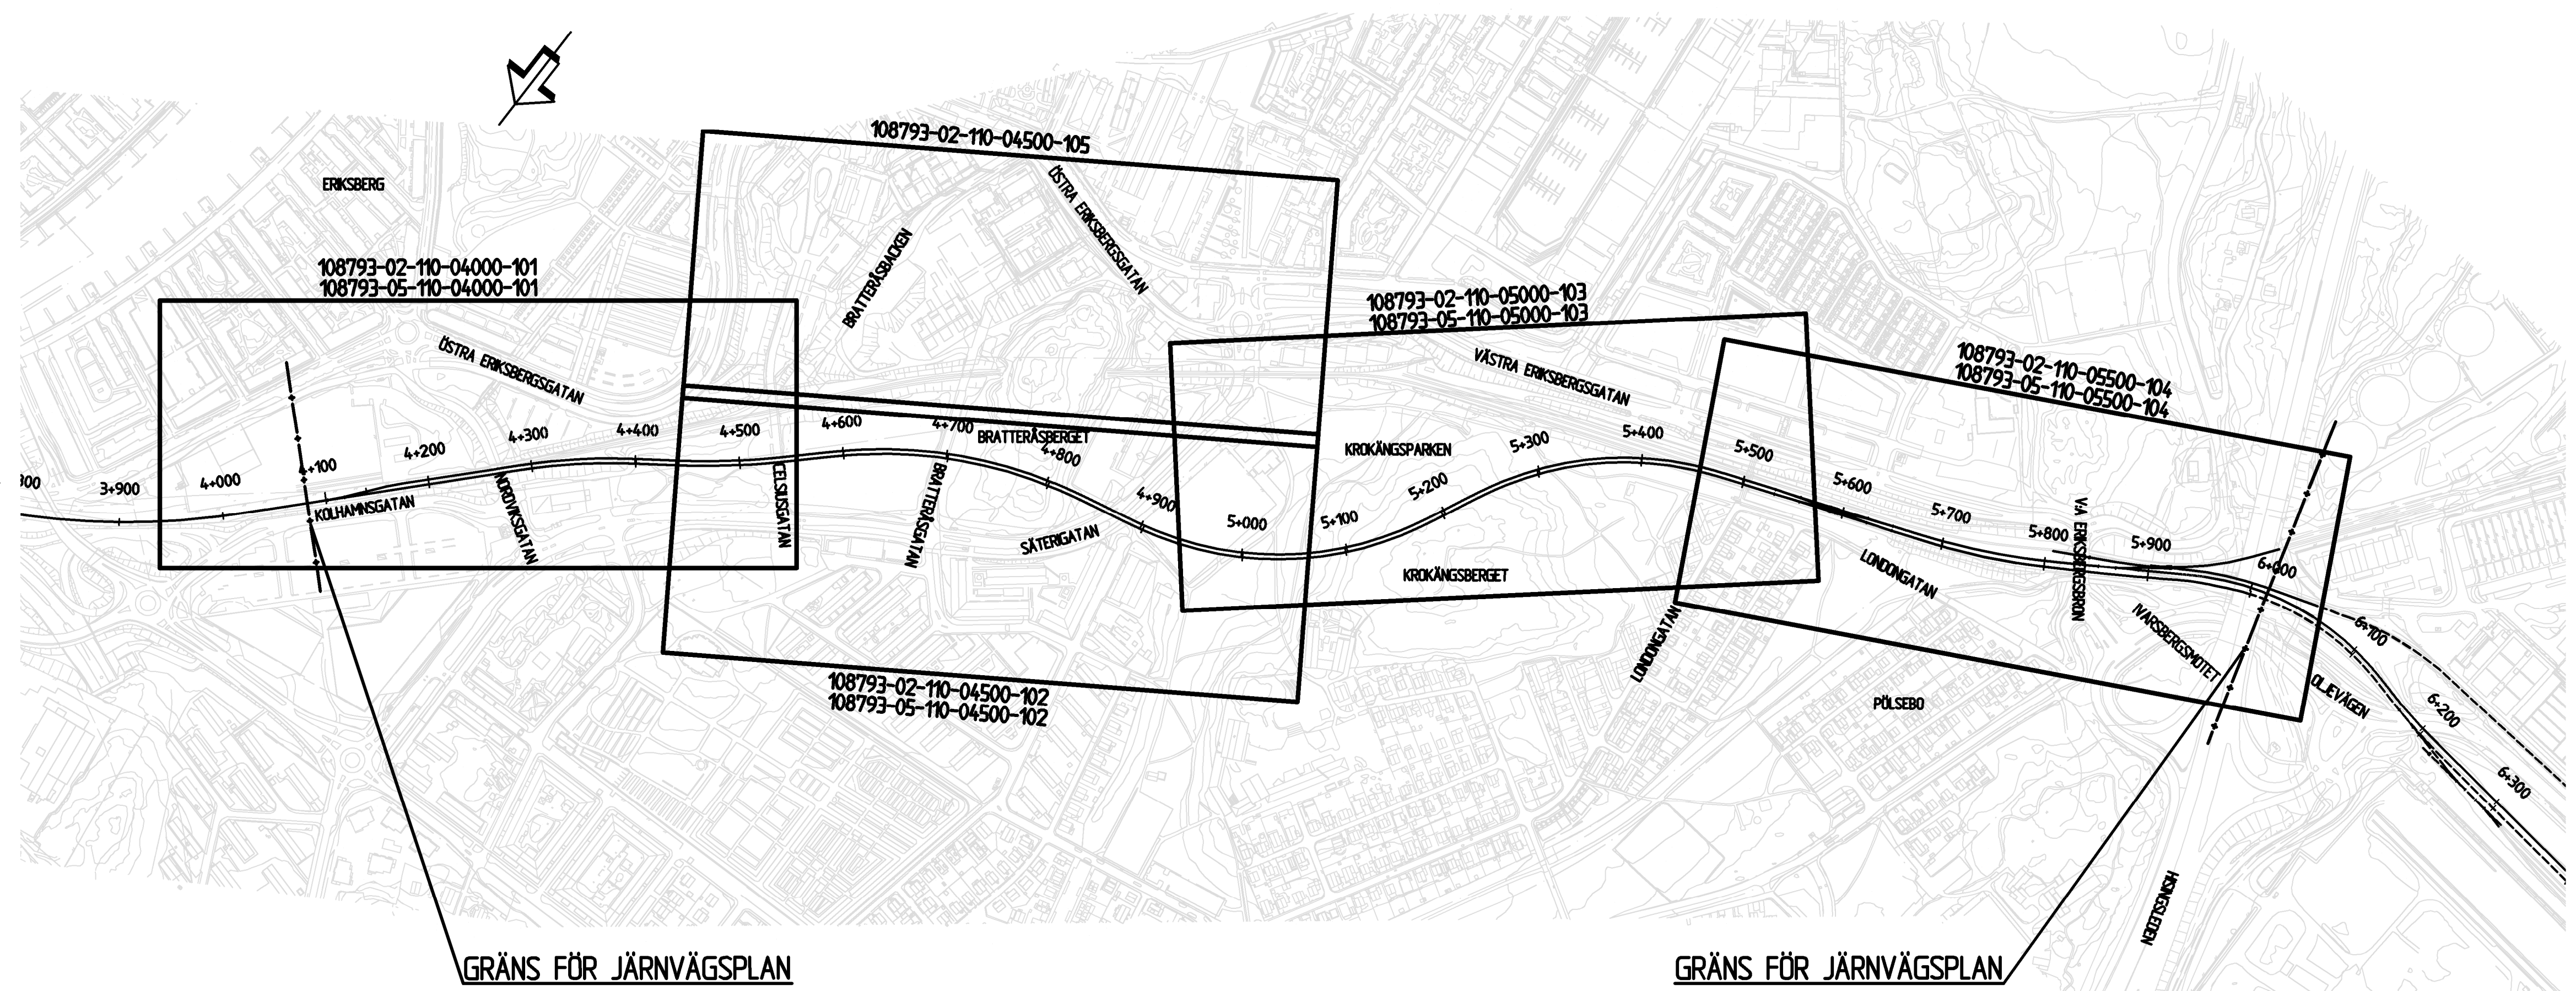 108793-02-110-04500-105
ÖSTRA ERIKSBERGSGATAN
ERIKSBERG
BRATTERÅSBACKEN
108793-02-110-04000-101
108793-05-110-04000-101
108793-02-110-05000-103
108793-05-110-05000-103
ÖSTRA ERIKSBERGSGATAN
VÄSTRA ERIKSBERGSGATAN
108793-02-110-05500-104
108793-05-110-05500-104
3+900
4+000
4+100
4+200
4+300
4+400
4+500
4+600
4+700
4+800
4+900
5+000
5+100
5+200
5+300
5+400
5+500
5+600
5+700
5+800
5+900
6+000
6+100
6+200
6+300
BRATTERÅSBERGET
KROKÄNGSPARKEN
KOLHAMNSGATAN
NORDVIKSGATAN
CELSIUSGATAN
BRATTERÅSGATAN
SÄTERIGATAN
KROKÄNGSBERGET
LONDONGATAN
LONDONGATAN
V:A ERIKSBERGSBRON
IVARSBERGSMOTET
OLJEVÄGEN
PÖLSEBO
108793-02-110-04500-102
108793-05-110-04500-102
HISINGSLEDEN
GRÄNS FÖR JÄRNVÄGSPLAN
GRÄNS FÖR JÄRNVÄGSPLAN